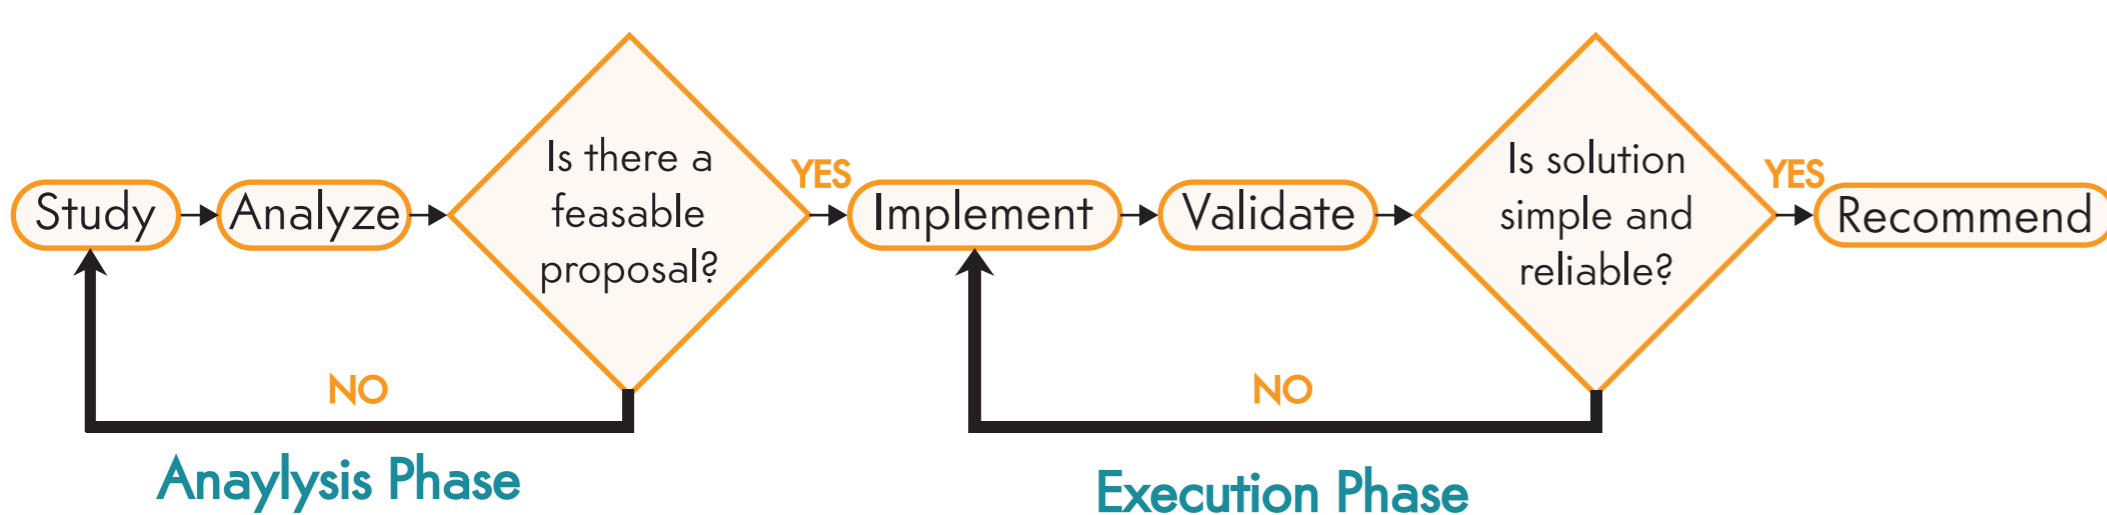 Study
Analyze
Is there a
feasable
proposal?
YES
NO
Implement
Validate
Is solution
simple and
reliable?
YES
NO
Recommend
Anaylysis Phase
Execution Phase